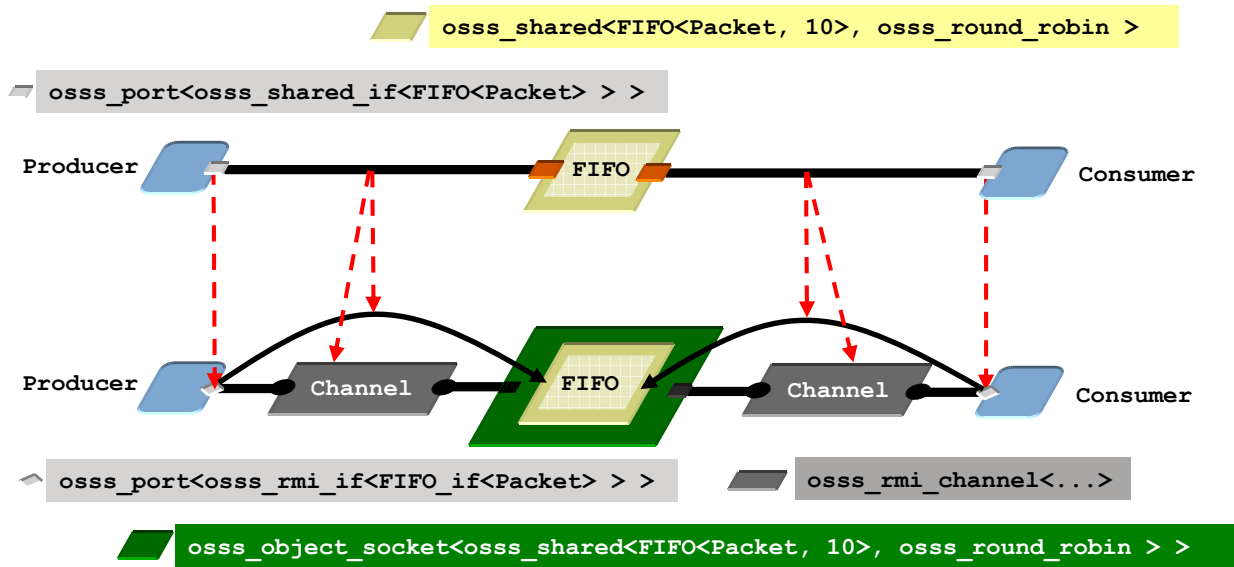 osss_shared<FIFO<Packet, 10>, osss_round_robin >
osss_port<osss_shared_if<FIFO<Packet> > >
Producer
FIFO
Consumer
Producer
Channel
FIFO
Channel
Consumer
osss_port<osss_rmi_if<FIFO_if<Packet> > >
osss_rmi_channel<...>
osss_object_socket<osss_shared<FIFO<Packet, 10>, osss_round_robin > >